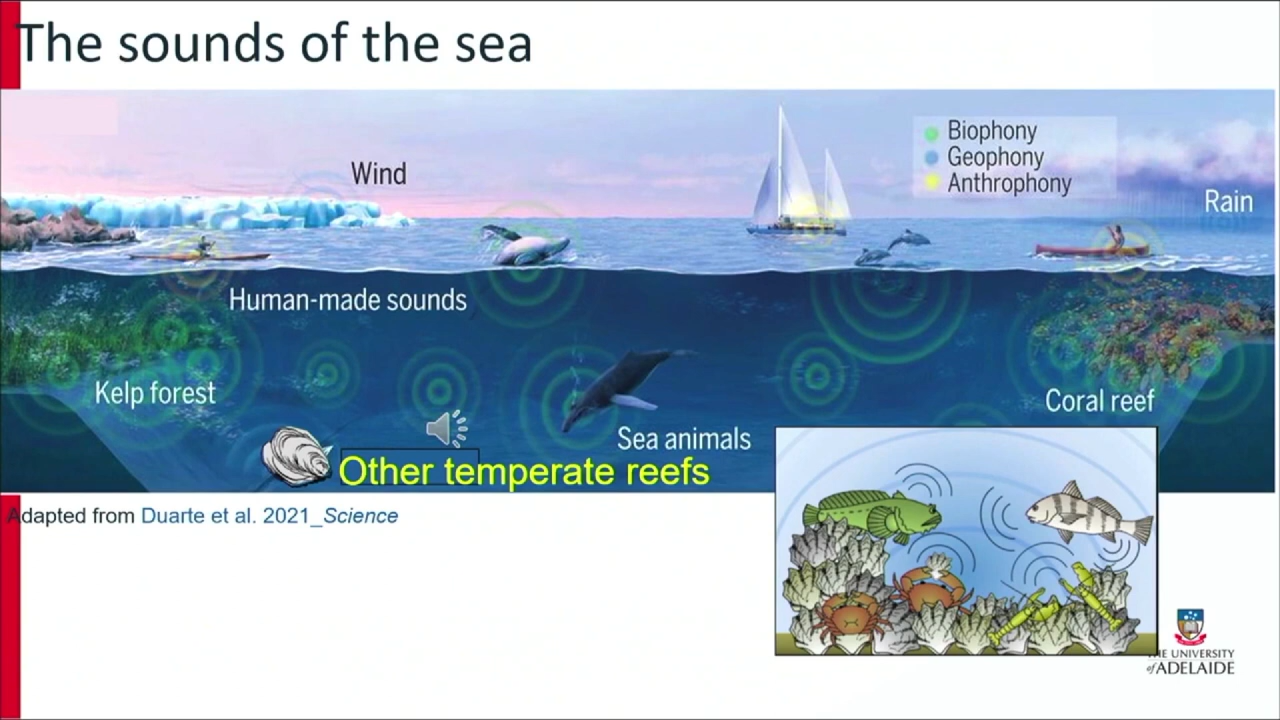 The sounds of the sea
Wind
Biophony
Geophony
Anthrophony
Rain
Human-made sounds
Kelp forest
Coral reef
Sea animals
Other temperate reefs
Adapted from Duarte et al. 2021_Science
THE UNIVERSITY
of ADELAIDE